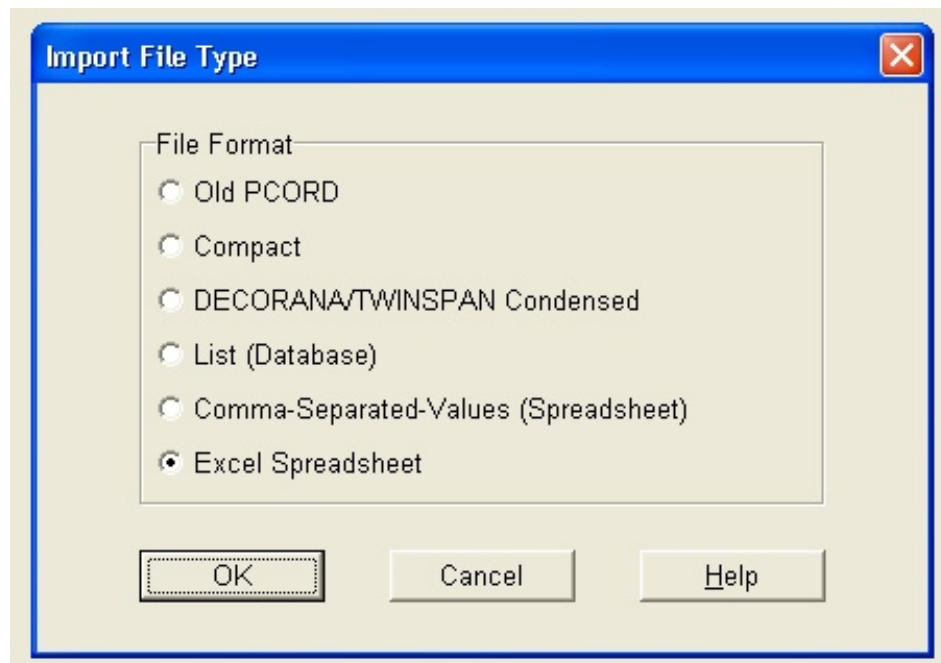 Import File Type
File Format
Old PCORD
Compact
DECORANA/TWINSPAN Condensed
List (Database)
Comma-Separated-Values (Spreadsheet)
Excel Spreadsheet
OK Cancel Help